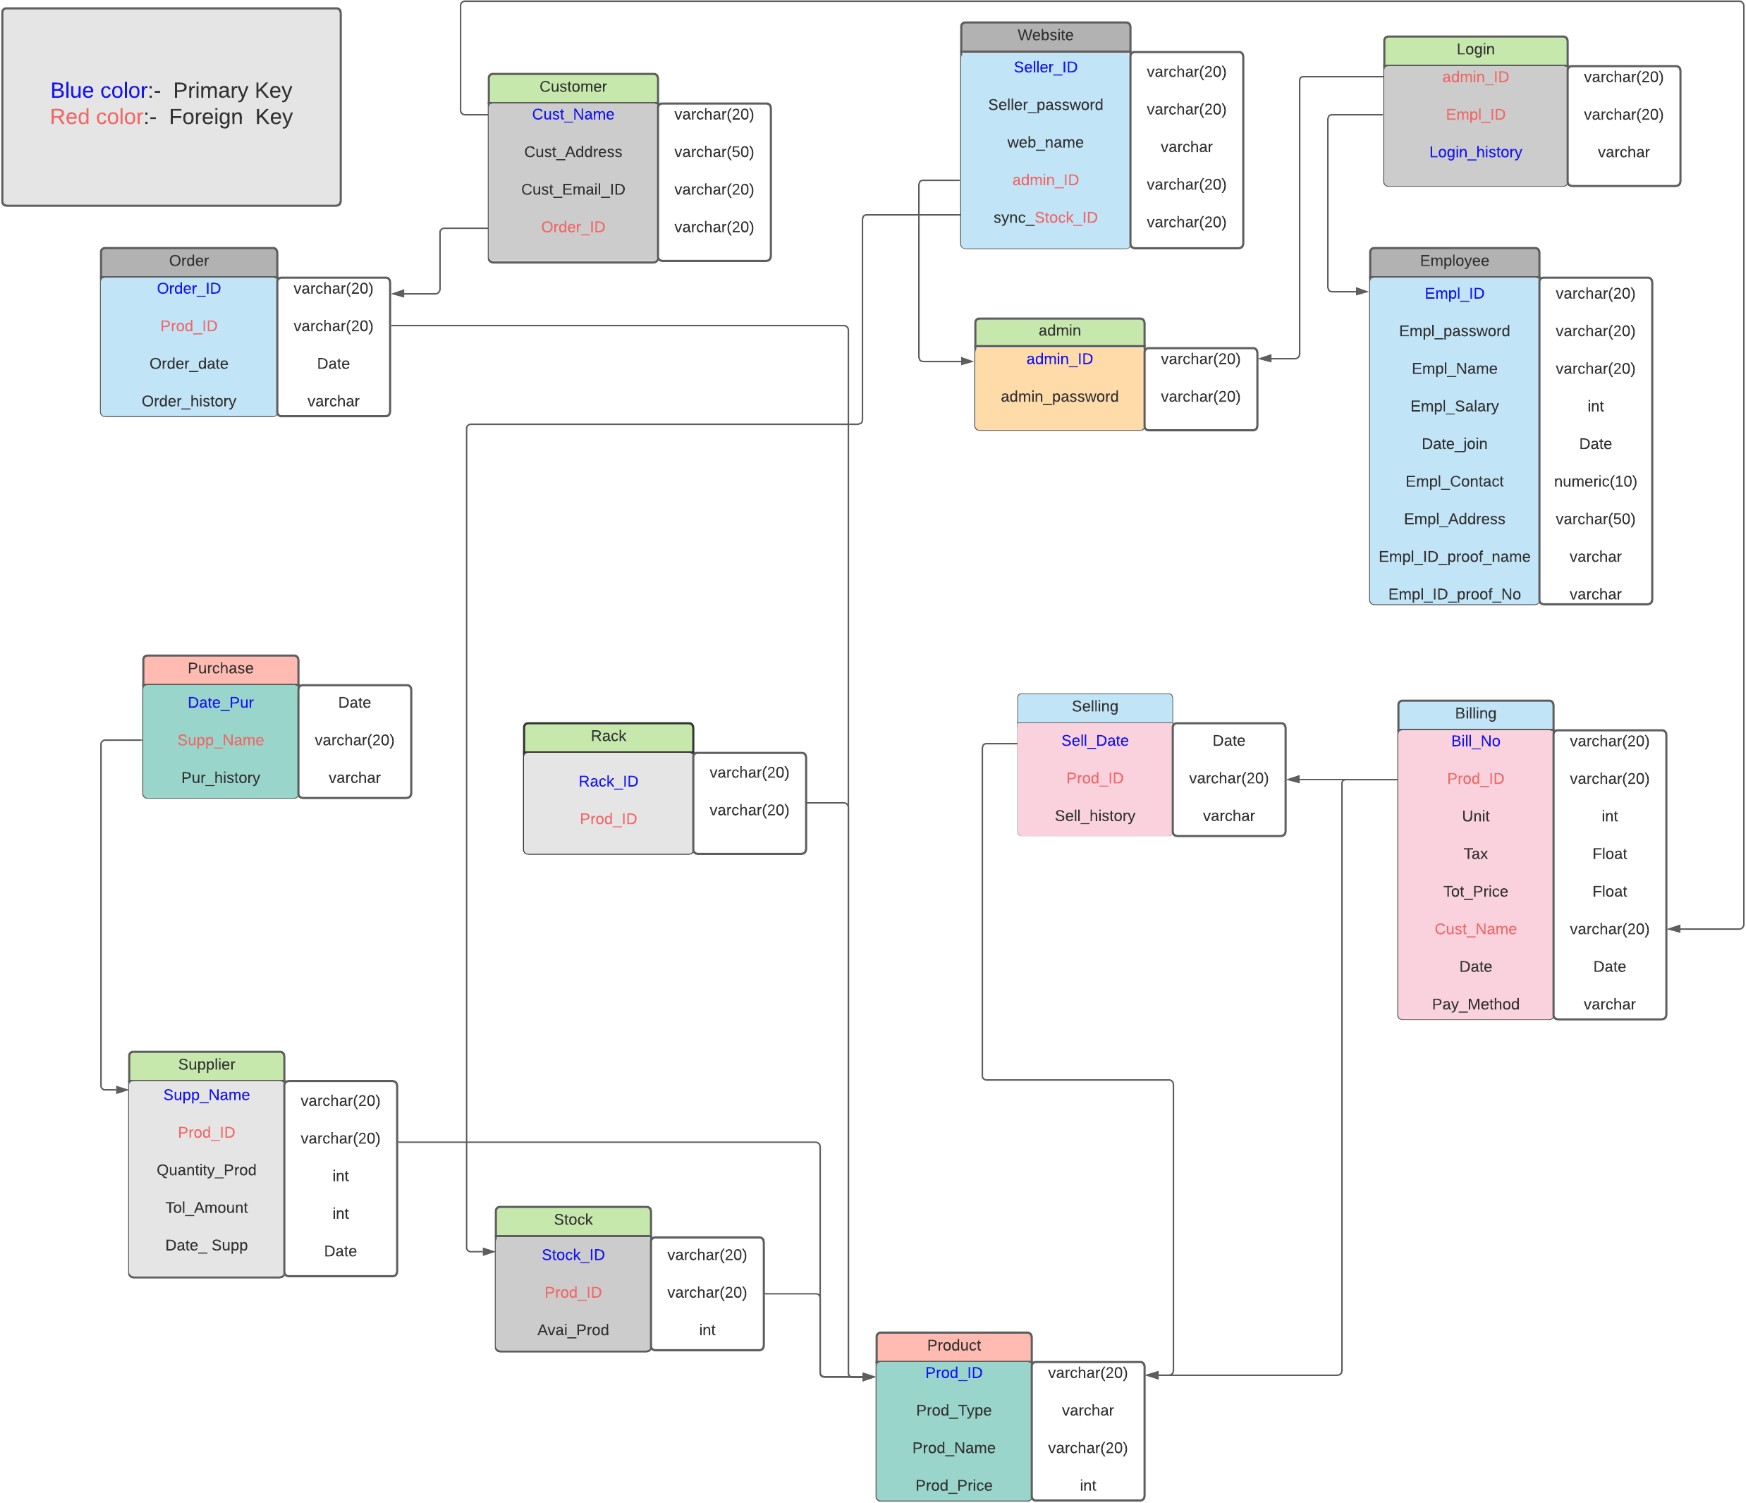 Blue color:-  Primary Key
Red color:-  Foreign  Key
Customer
Cust_Name varchar(20)
Cust_Address varchar(50)
Cust_Email_ID varchar(20)
Order_ID varchar(20)
Website
Seller_ID varchar(20)
Seller_password varchar(20)
web_name varchar
admin_ID varchar(20)
sync_Stock_ID varchar(20)
Login
admin_ID varchar(20)
Empl_ID varchar(20)
Login_history varchar
Order
Order_ID varchar(20)
Prod_ID varchar(20)
Order_date Date
Order_history varchar
admin
admin_ID varchar(20)
admin_password varchar(20)
Employee
Empl_ID varchar(20)
Empl_password varchar(20)
Empl_Name varchar(20)
Empl_Salary int
Date_join Date
Empl_Contact numeric(10)
Empl_Address varchar(50)
Empl_ID_proof_name varchar
Empl_ID_proof_No varchar
Purchase
Date_Pur Date
Supp_Name varchar(20)
Pur_history varchar
Rack
Rack_ID varchar(20)
Prod_ID varchar(20)
Selling
Sell_Date Date
Prod_ID varchar(20)
Sell_history varchar
Billing
Bill_No varchar(20)
Prod_ID varchar(20)
Unit int
Tax Float
Tot_Price Float
Cust_Name varchar(20)
Date Date
Pay_Method varchar
Supplier
Supp_Name varchar(20)
Prod_ID varchar(20)
Quantity_Prod int
Tol_Amount int
Date_ Supp Date
Stock
Stock_ID varchar(20)
Prod_ID varchar(20)
Avai_Prod int
Product
Prod_ID varchar(20)
Prod_Type varchar
Prod_Name varchar(20)
Prod_Price int